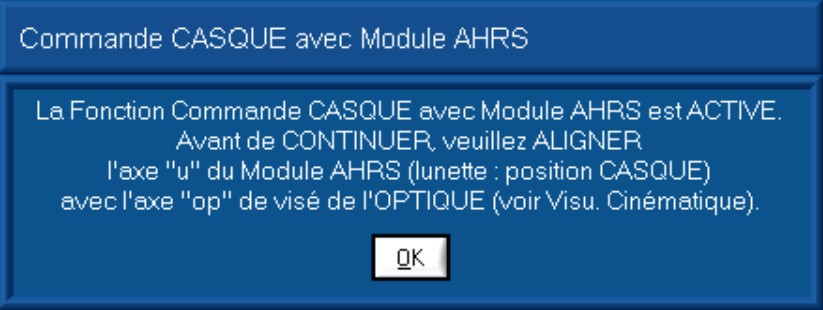 Commande CASQUE avec Module AHRS
La Fonction Commande CASQUE avec Module AHRS est ACTIVE.
Avant de CONTINUER, veuillez ALIGNER
l'axe "u" du Module AHRS (lunette : position CASQUE)
avec l'axe "op" de visé de l'OPTIQUE (voir Visu. Cinématique).
OK